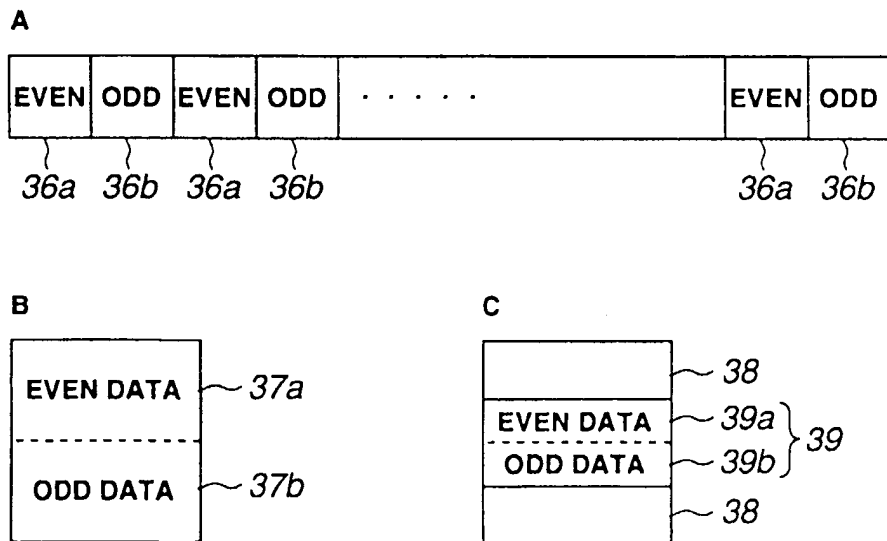 A
EVEN ODD EVEN ODD . . . . . EVEN ODD
36a 36b 36a 36b 36a 36b
B
EVEN DATA 37a
ODD DATA 37b
C
38
EVEN DATA 39a
ODD DATA 39b
39
38